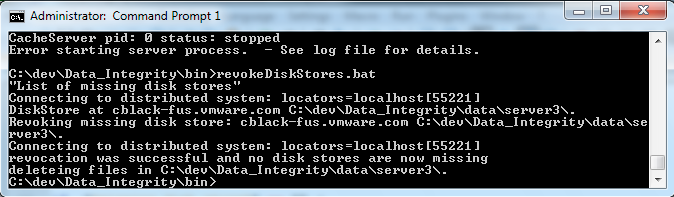 Administrator: Command Prompt 1
CacheServer pid: 0 status: stopped
Error starting server process.  - See log file for details.
C:\dev\Data_Integrity\bin>revokeDiskStores.bat
"List of missing disk stores"
Connecting to distributed system: locators=localhost[55221]
DiskStore at cblack-fus.vmware.com C:\dev\Data_Integrity\data\server3\.
Revoking missing disk store: cblack-fus.vmware.com C:\dev\Data_Integrity\data\se
rver3\.
Connecting to distributed system: locators=localhost[55221]
revocation was successful and no disk stores are now missing
deleteing files in C:\dev\Data_Integrity\data\server3\.
C:\dev\Data_Integrity\bin>